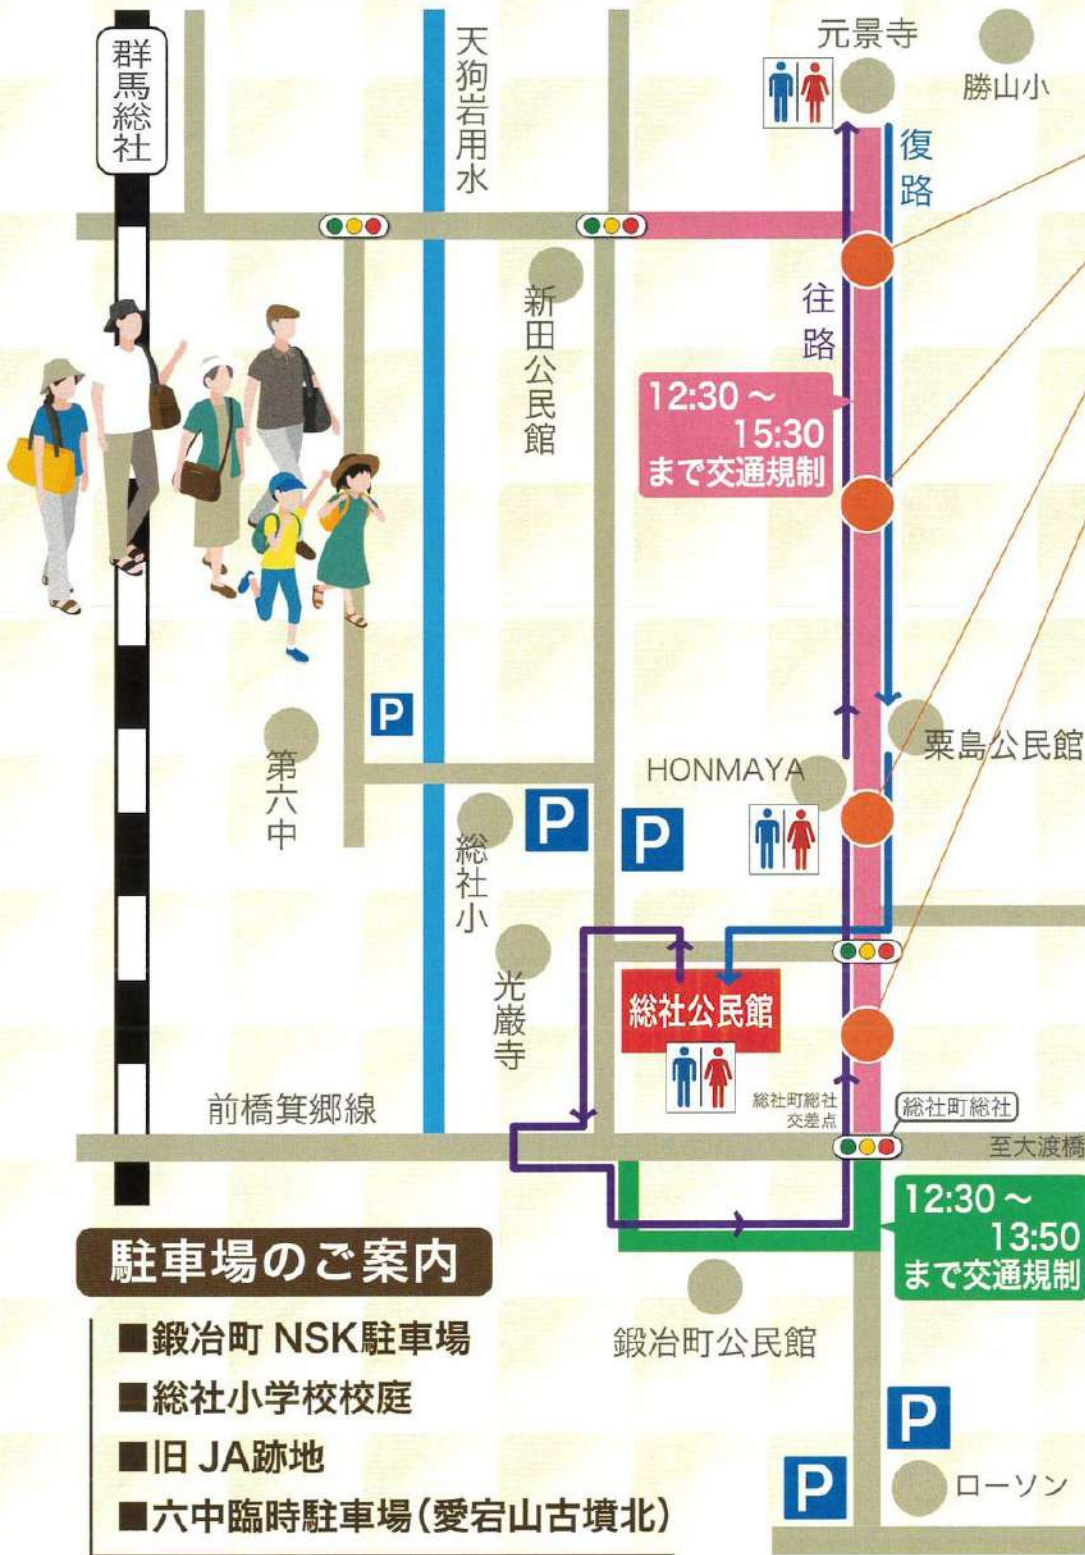 群馬総社
天狗岩用水
元景寺
勝山小
復路
新田公民館
往路
12:30～
15:30
まで交通規制
P
第六中
HONMAYA
粟島公民館
P
P
総社小
光巌寺
総社公民館
前橋箕郷線
総社町総社
交差点
総社町総社
至大渡橋
12:30～
13:50
まで交通規制
駐車場のご案内
■鍛冶町 NSK駐車場
■総社小学校校庭
■旧 JA跡地
■六中臨時駐車場(愛宕山古墳北)
鍛冶町公民館
P
P
ローソン